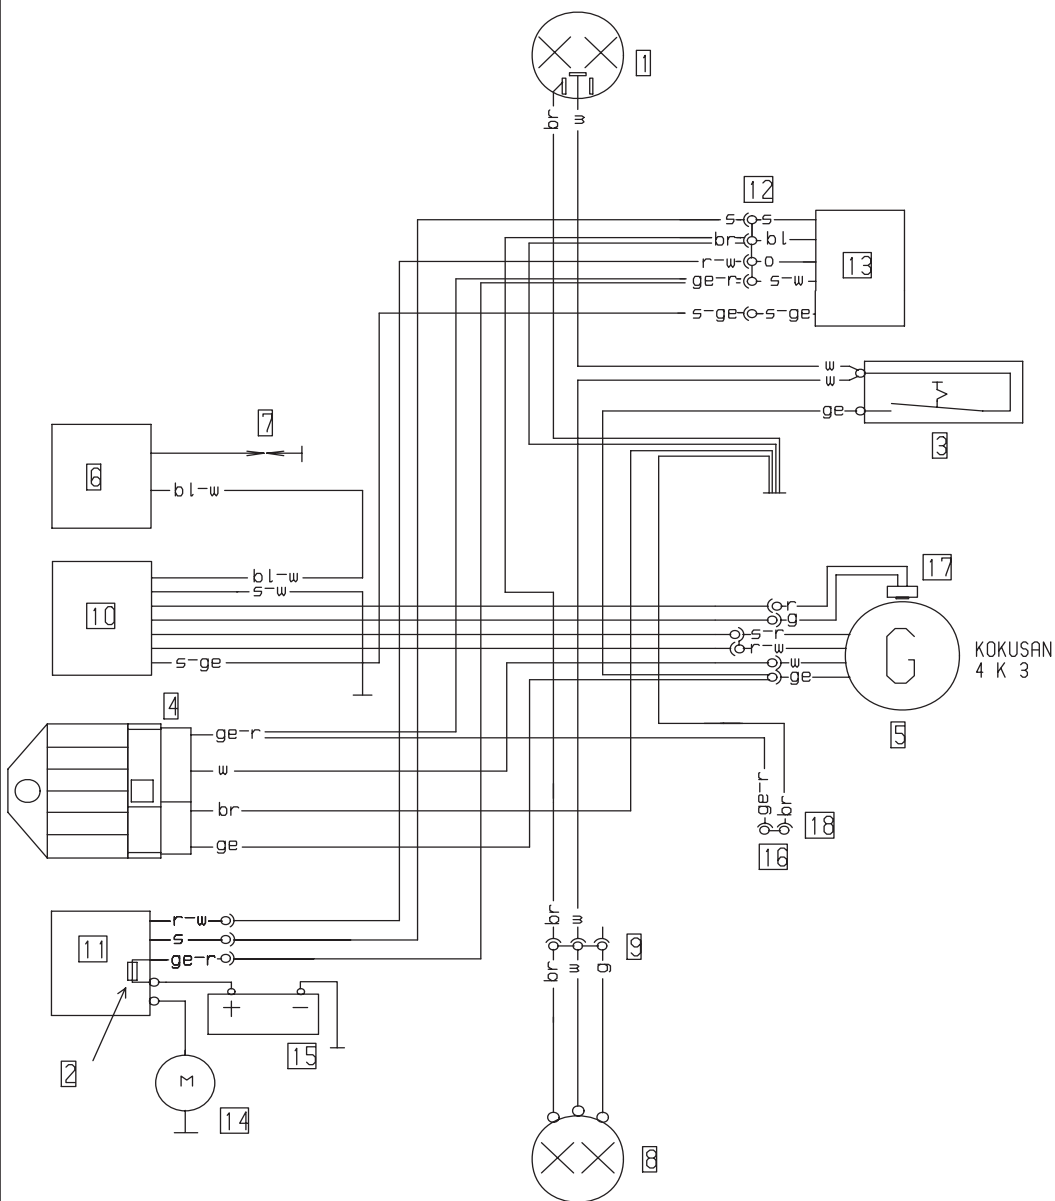 1
br
w
12
s s
br bl
r-w o
ge-r s-w
s-ge s-ge
13
w
w
ge
3
7
6
bl-w
17
bl-w
s-w
10
r
g
s-r
r-w
w
ge
G
KOKUSAN
4 K 3
s-ge
4
5
ge-r
w
br
ge
ge-r
br
18
16
r-w
s
ge-r
11
br
w
9
br
w
g
+
-
15
2
M
14
8